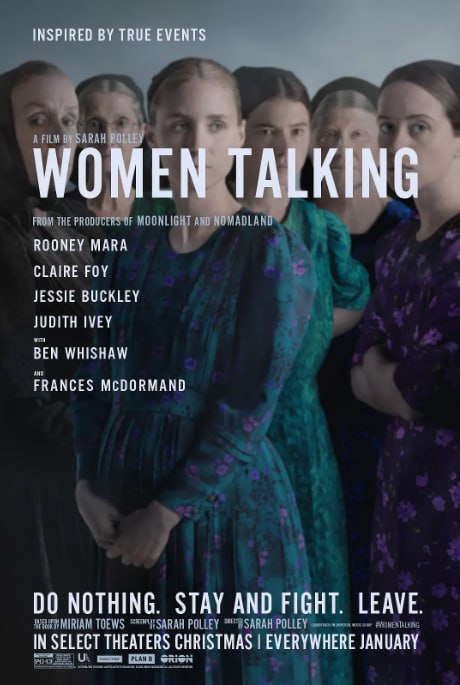 INSPIRED BY TRUE EVENTS
A FILM BY SARAH POLLEY
WOMEN TALKING
FROM THE PRODUCERS OF MOONLIGHT AND NOMADLAND
ROONEY MARA
CLAIRE FOY
JESSIE BUCKLEY
JUDITH IVEY
WITH
BEN WHISHAW
AND
FRANCES McDORMAND
DO NOTHING. STAY AND FIGHT. LEAVE.
BASED UPON THE BOOK BY MIRIAM TOEWS SCREENPLAY BY SARAH POLLEY DIRECTED BY SARAH POLLEY #WOMENTALKING
IN SELECT THEATERS CHRISTMAS | EVERYWHERE JANUARY
PG-13 UA PLAN B ORION